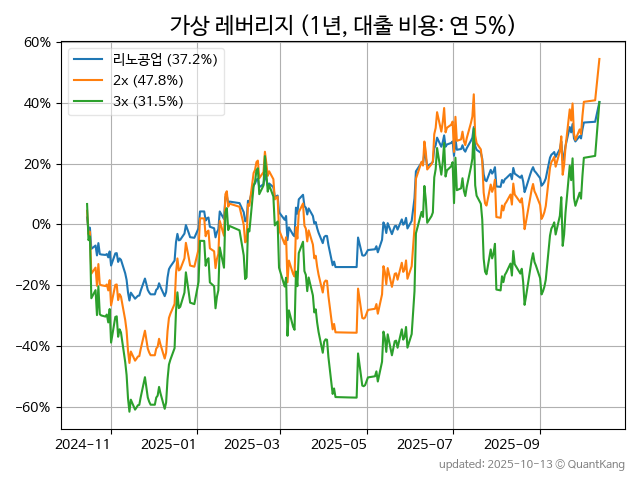 가상 레버리지 (1년, 대출 비용: 연 5%)
60%
40%
20%
0%
−20%
−40%
−60%
리노공업 (37.2%)
2x (47.8%)
3x (31.5%)
2024-11
2025-01
2025-03
2025-05
2025-07
2025-09
updated: 2025-10-13 © QuantKang